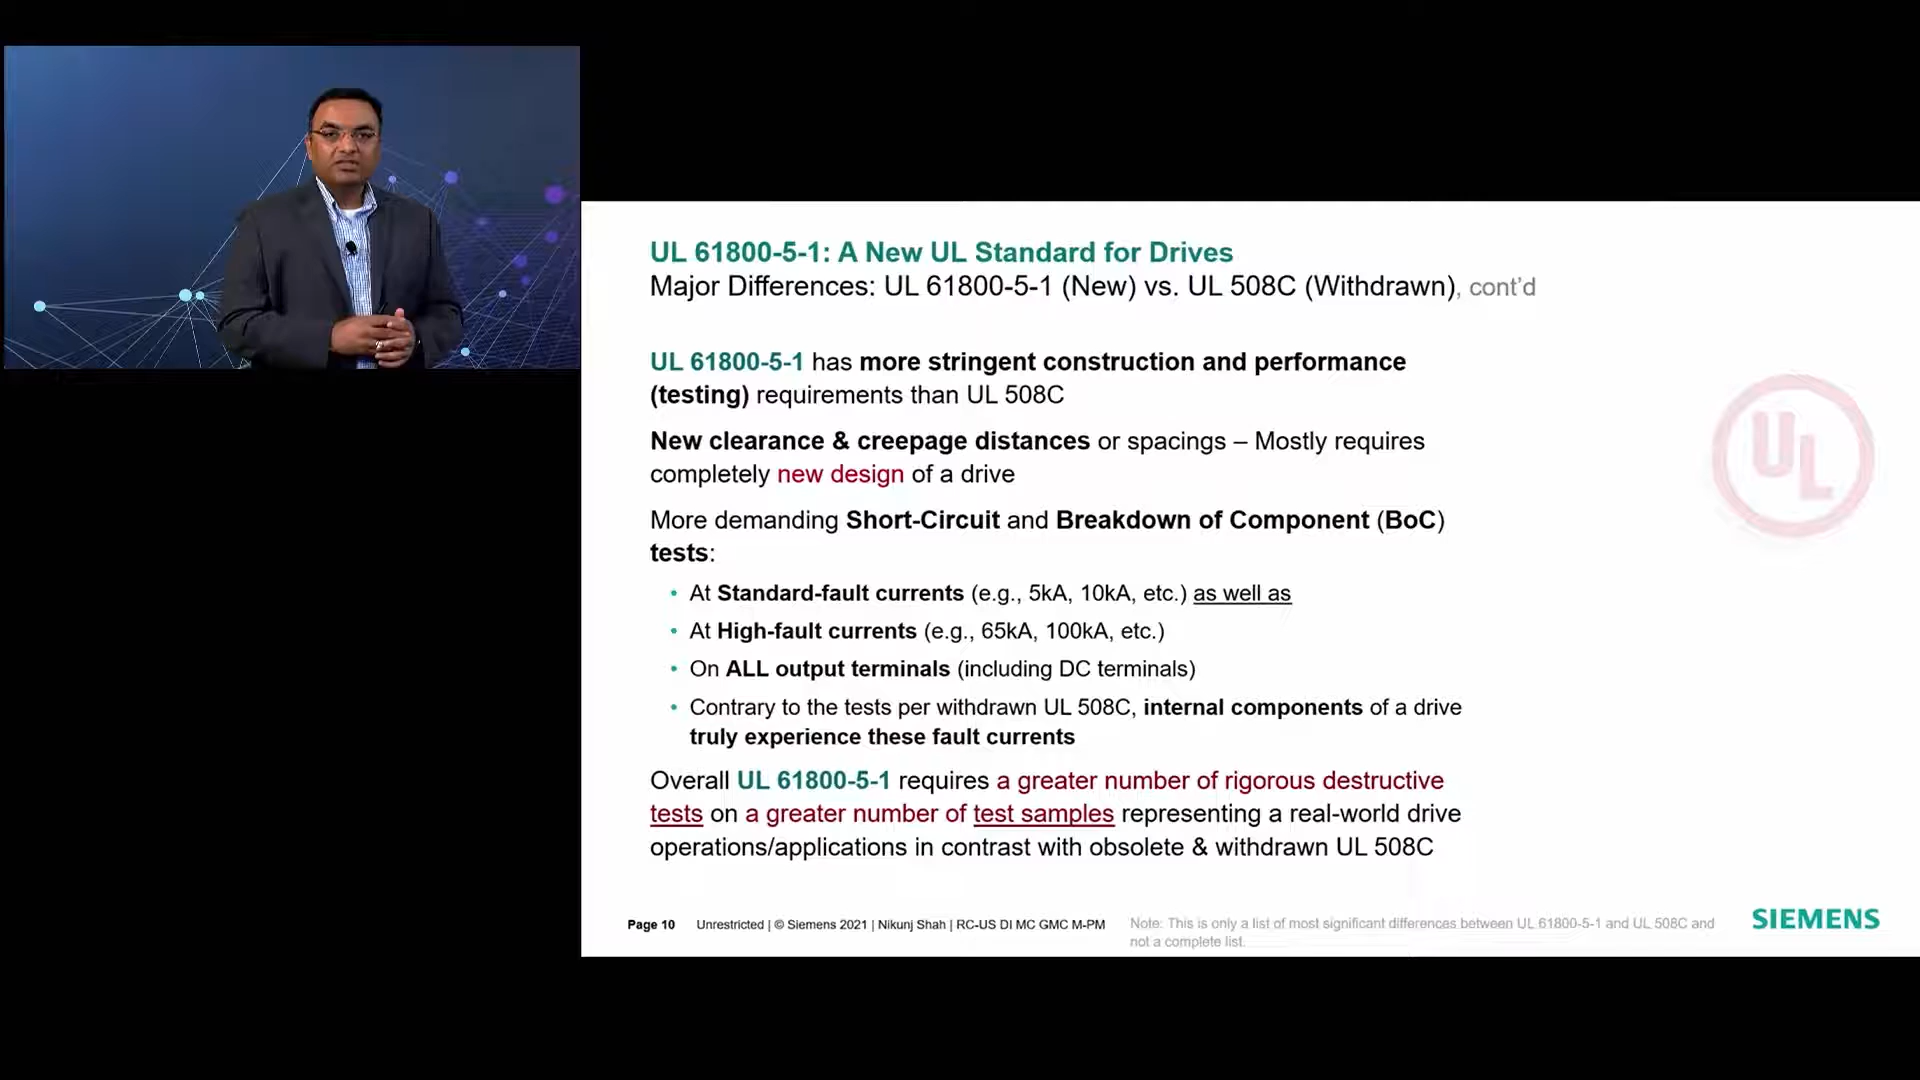 UL 61800-5-1: A New UL Standard for Drives
Major Differences: UL 61800-5-1 (New) vs. UL 508C (Withdrawn), cont’d
UL 61800-5-1 has more stringent construction and performance
(testing) requirements than UL 508C
New clearance & creepage distances or spacings – Mostly requires
completely new design of a drive
More demanding Short-Circuit and Breakdown of Component (BoC)
tests:
• At Standard-fault currents (e.g., 5kA, 10kA, etc.) as well as
• At High-fault currents (e.g., 65kA, 100kA, etc.)
• On ALL output terminals (including DC terminals)
• Contrary to the tests per withdrawn UL 508C, internal components of a drive
truly experience these fault currents
Overall UL 61800-5-1 requires a greater number of rigorous destructive
tests on a greater number of test samples representing a real-world drive
operations/applications in contrast with obsolete & withdrawn UL 508C
UL
Page 10 Unrestricted | © Siemens 2021 | Nikunj Shah | RC-US DI MC GMC M-PM
Note: This is only a list of most significant differences between UL 61800-5-1 and UL 508C and
not a complete list.
SIEMENS